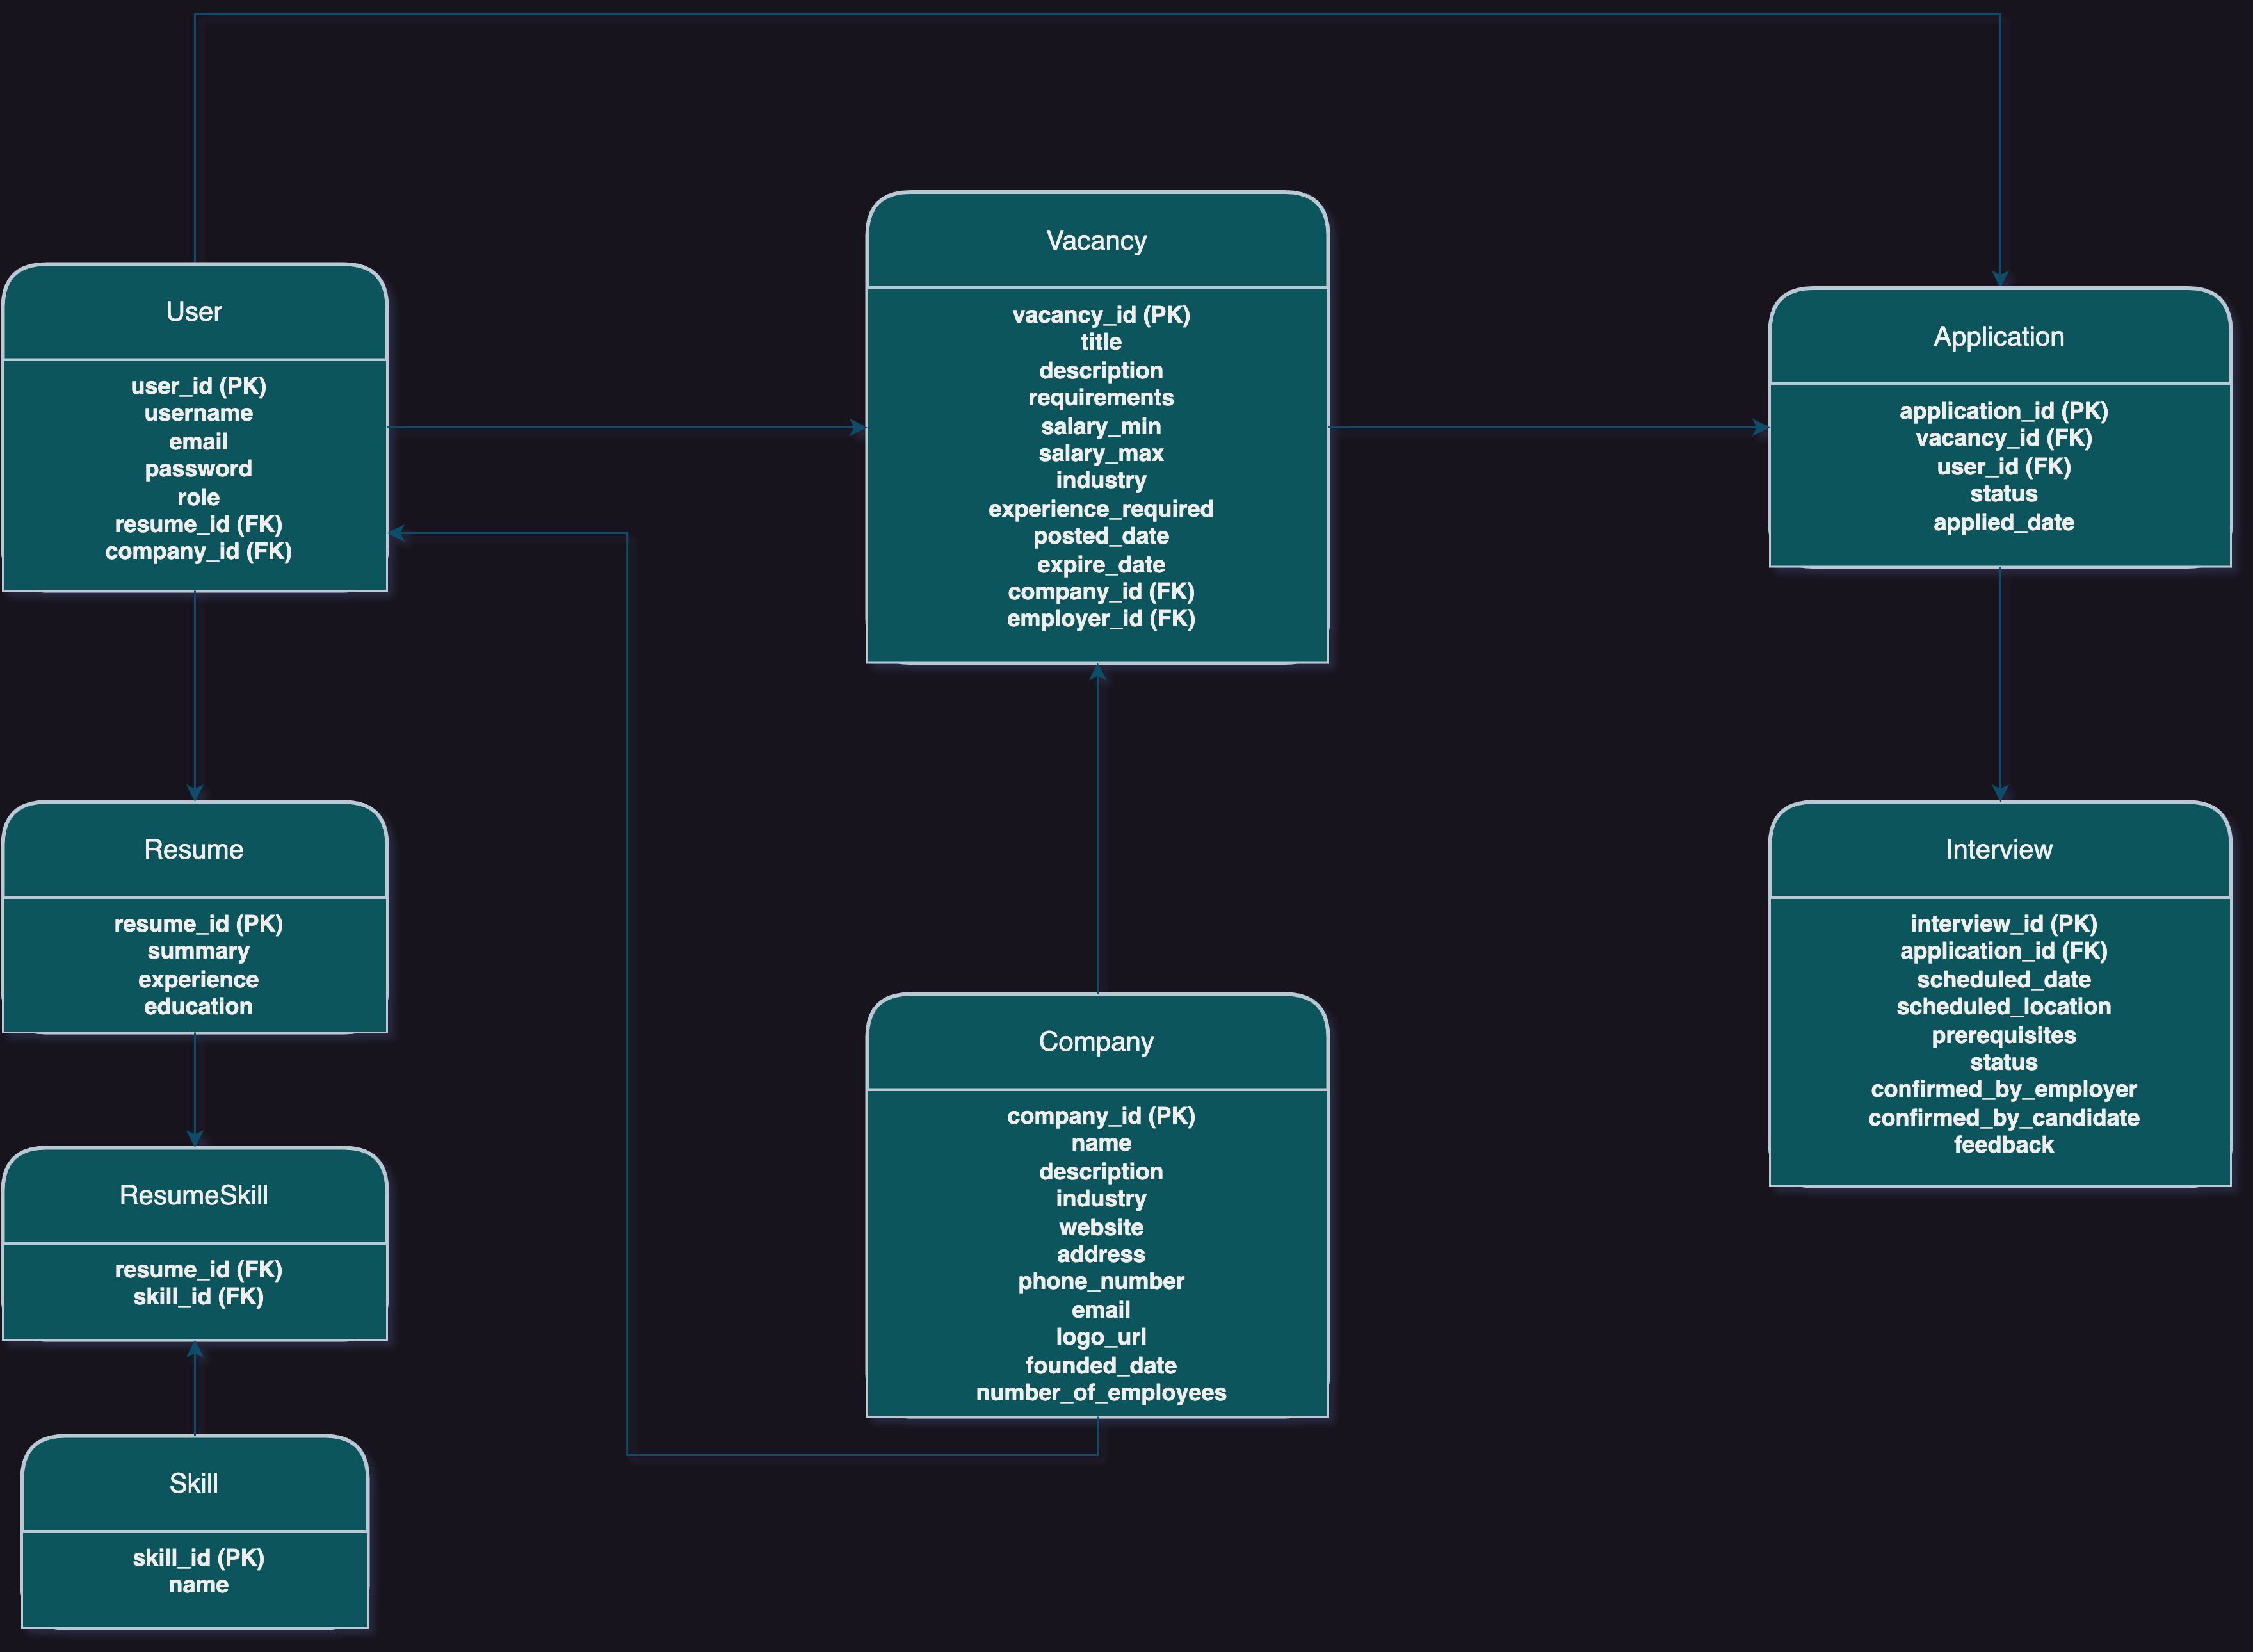 User
user_id (PK)
username
email
password
role
resume_id (FK)
company_id (FK)
Vacancy
vacancy_id (PK)
title
description
requirements
salary_min
salary_max
industry
experience_required
posted_date
expire_date
company_id (FK)
employer_id (FK)
Application
application_id (PK)
vacancy_id (FK)
user_id (FK)
status
applied_date
Resume
resume_id (PK)
summary
experience
education
Interview
interview_id (PK)
application_id (FK)
scheduled_date
scheduled_location
prerequisites
status
confirmed_by_employer
confirmed_by_candidate
feedback
Company
company_id (PK)
name
description
industry
website
address
phone_number
email
logo_url
founded_date
number_of_employees
ResumeSkill
resume_id (FK)
skill_id (FK)
Skill
skill_id (PK)
name